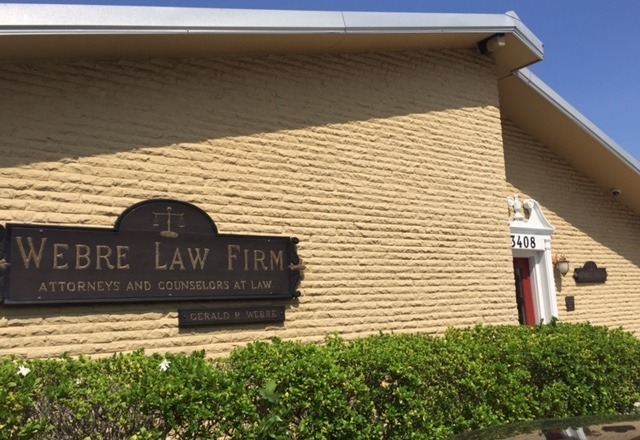 WEBRE LAW FIRM
ATTORNEYS AND COUNSELORS AT LAW
GERALD P. WEBRE
3408